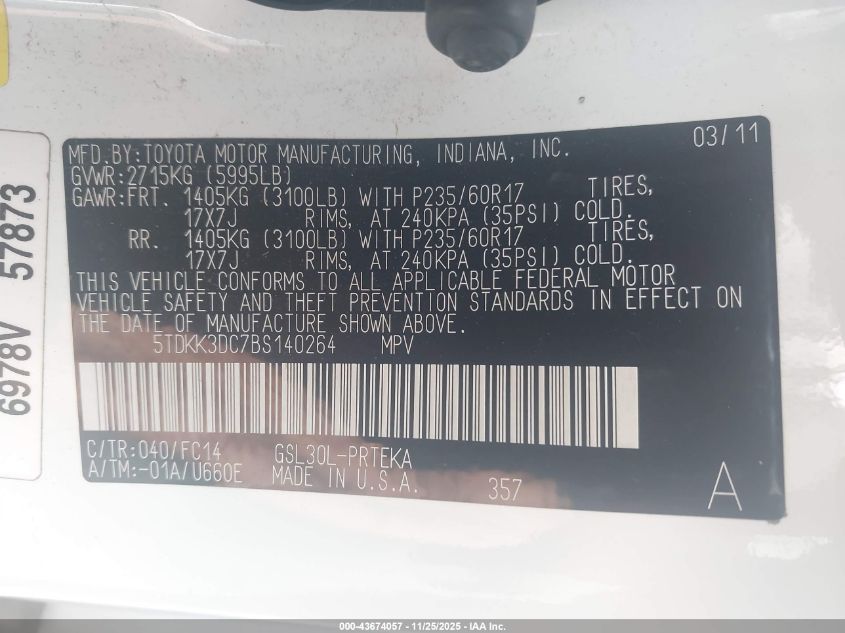 MFD.BY:TOYOTA MOTOR MANUFACTURING, INDIANA, INC. 03/11
GVWR:2715KG (5995LB)
GAWR:FRT. 1405KG (3100LB) WITH P235/60R17 TIRES,
17X7J RIMS, AT 240KPA (35PSI) COLD.
RR. 1405KG (3100LB) WITH P235/60R17 TIRES,
17X7J RIMS, AT 240KPA (35PSI) COLD.
THIS VEHICLE CONFORMS TO ALL APPLICABLE FEDERAL MOTOR
VEHICLE SAFETY AND THEFT PREVENTION STANDARDS IN EFFECT ON
THE DATE OF MANUFACTURE SHOWN ABOVE.
5TDKK3DC7BS140264 MPV
C/TR:040/FC14 GSL30L-PRTEKA
A/TM:-01A/U660E MADE IN U.S.A. 357 A
6978V 57873
000-43674057 - 11/25/2025 - IAA Inc.